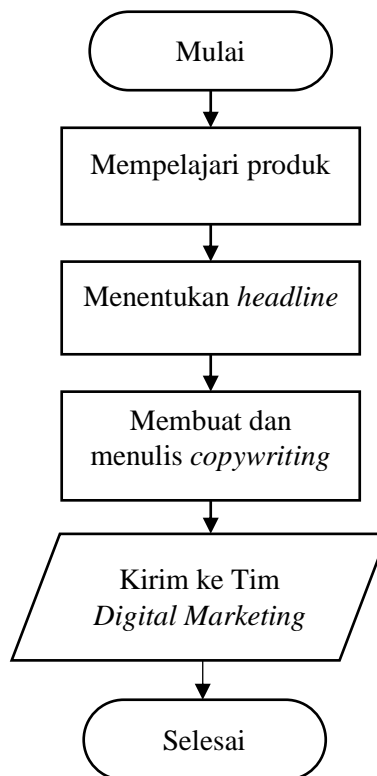 Mulai
Mempelajari produk
Menentukan headline
Membuat dan
menulis copywriting
Kirim ke Tim
Digital Marketing
Selesai